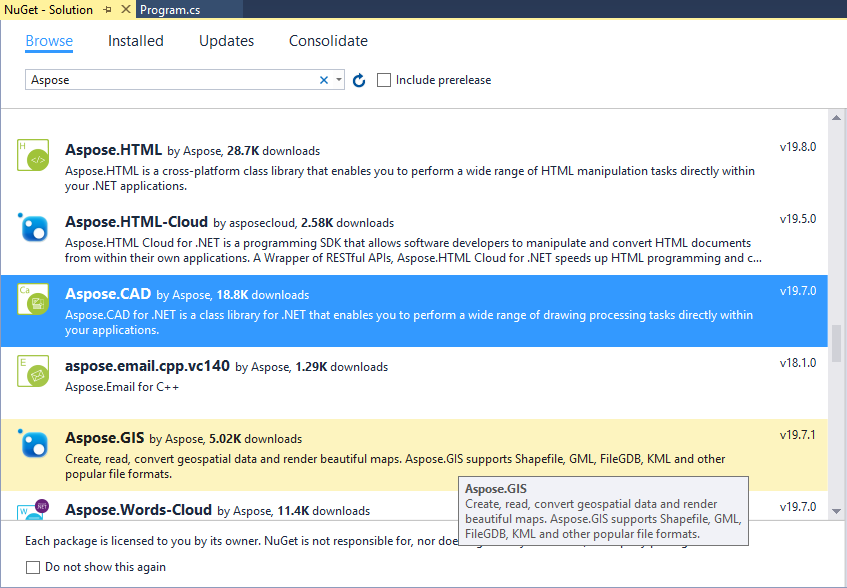 NuGet - Solution
Program.cs
Browse
Installed
Updates
Consolidate
Aspose
Include prerelease
Aspose.HTML by Aspose, 28.7K downloads
v19.8.0
Aspose.HTML is a cross-platform class library that enables you to perform a wide range of HTML manipulation tasks directly within
your .NET applications.
Aspose.HTML-Cloud by asposecloud, 2.58K downloads
v19.5.0
Aspose.HTML Cloud for .NET is a programming SDK that allows software developers to manipulate and convert HTML documents
from within their own applications. A Wrapper of RESTful APIs, Aspose.HTML Cloud for .NET speeds up HTML programming and c...
Aspose.CAD by Aspose, 18.8K downloads
v19.7.0
Aspose.CAD for .NET is a class library for .NET that enables you to perform a wide range of drawing processing tasks directly within
your applications.
aspose.email.cpp.vc140 by Aspose, 1.29K downloads
v18.1.0
Aspose.Email for C++
Aspose.GIS by Aspose, 5.02K downloads
v19.7.1
Create, read, convert geospatial data and render beautiful maps. Aspose.GIS supports Shapefile, GML, FileGDB, KML and other
popular file formats.
Aspose.Words-Cloud by Aspose, 11.4K downloads
v19.7.0
Aspose.GIS
Create, read, convert geospatial data and render
beautiful maps. Aspose.GIS supports Shapefile, GML,
FileGDB, KML and other popular file formats.
Each package is licensed to you by its owner. NuGet is not responsible for, nor
Do not show this again